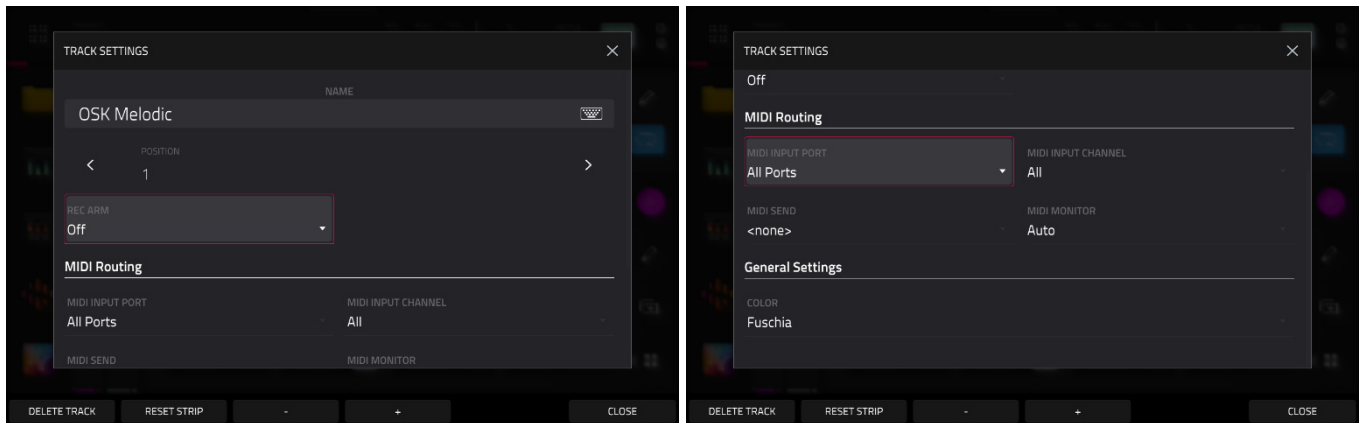 TRACK SETTINGS
NAME
OSK Melodic
POSITION
1
REC ARM
Off
MIDI Routing
MIDI INPUT PORT MIDI INPUT CHANNEL
All Ports All
MIDI SEND MIDI MONITOR
DELETE TRACK RESET STRIP - + CLOSE
TRACK SETTINGS
Off
MIDI Routing
MIDI INPUT PORT MIDI INPUT CHANNEL
All Ports All
MIDI SEND MIDI MONITOR
<none> Auto
General Settings
COLOR
Fuschia
DELETE TRACK RESET STRIP - + CLOSE